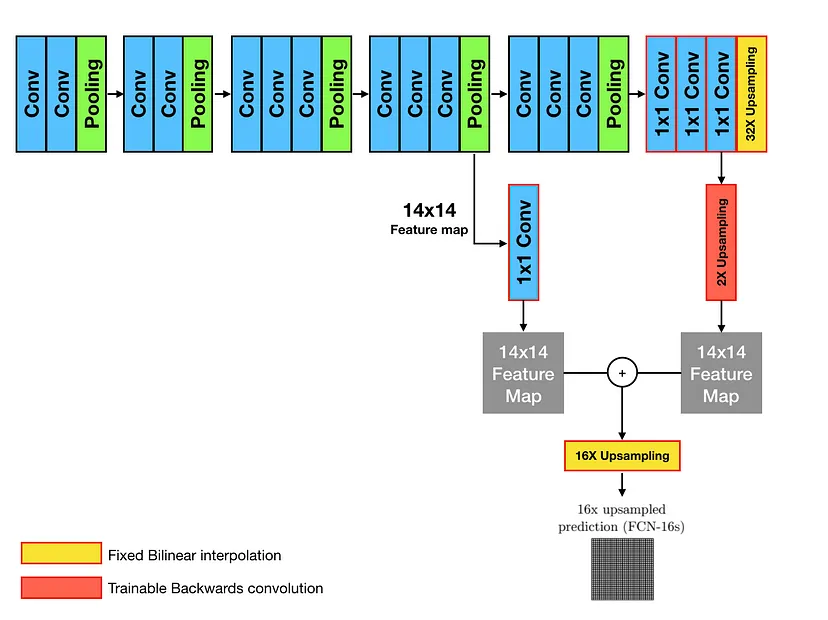 Conv
Conv
Pooling
Conv
Conv
Pooling
Conv
Conv
Conv
Pooling
Conv
Conv
Conv
Pooling
Conv
Conv
Conv
Pooling
1x1 Conv
1x1 Conv
1x1 Conv
32X Upsampling
14x14
Feature map
1x1 Conv
2X Upsampling
14x14
Feature
Map
+
14x14
Feature
Map
16X Upsampling
16x upsampled
prediction (FCN-16s)
Fixed Bilinear interpolation
Trainable Backwards convolution